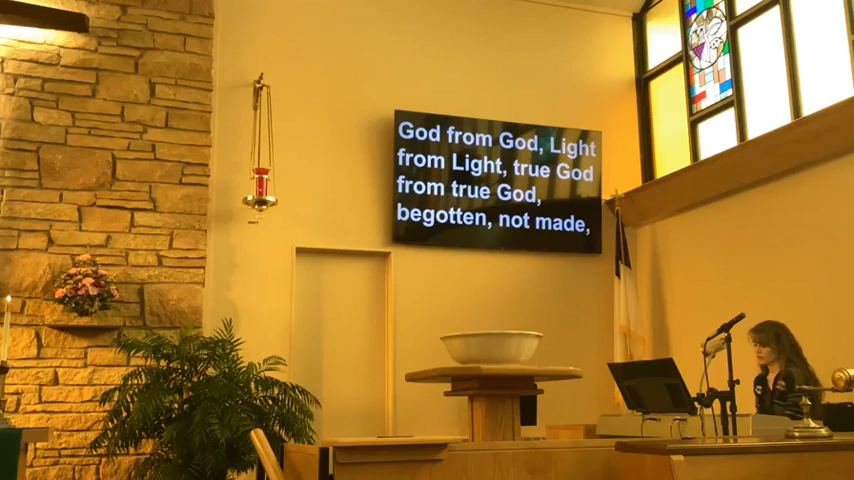 God from God, Light
from Light, true God
from true God,
begotten, not made,